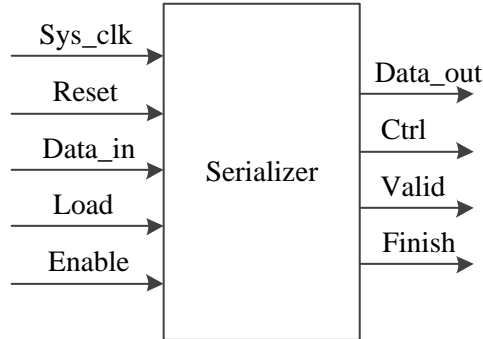 Sys_clk
Reset
Data_in
Load
Enable
Serializer
Data_out
Ctrl
Valid
Finish